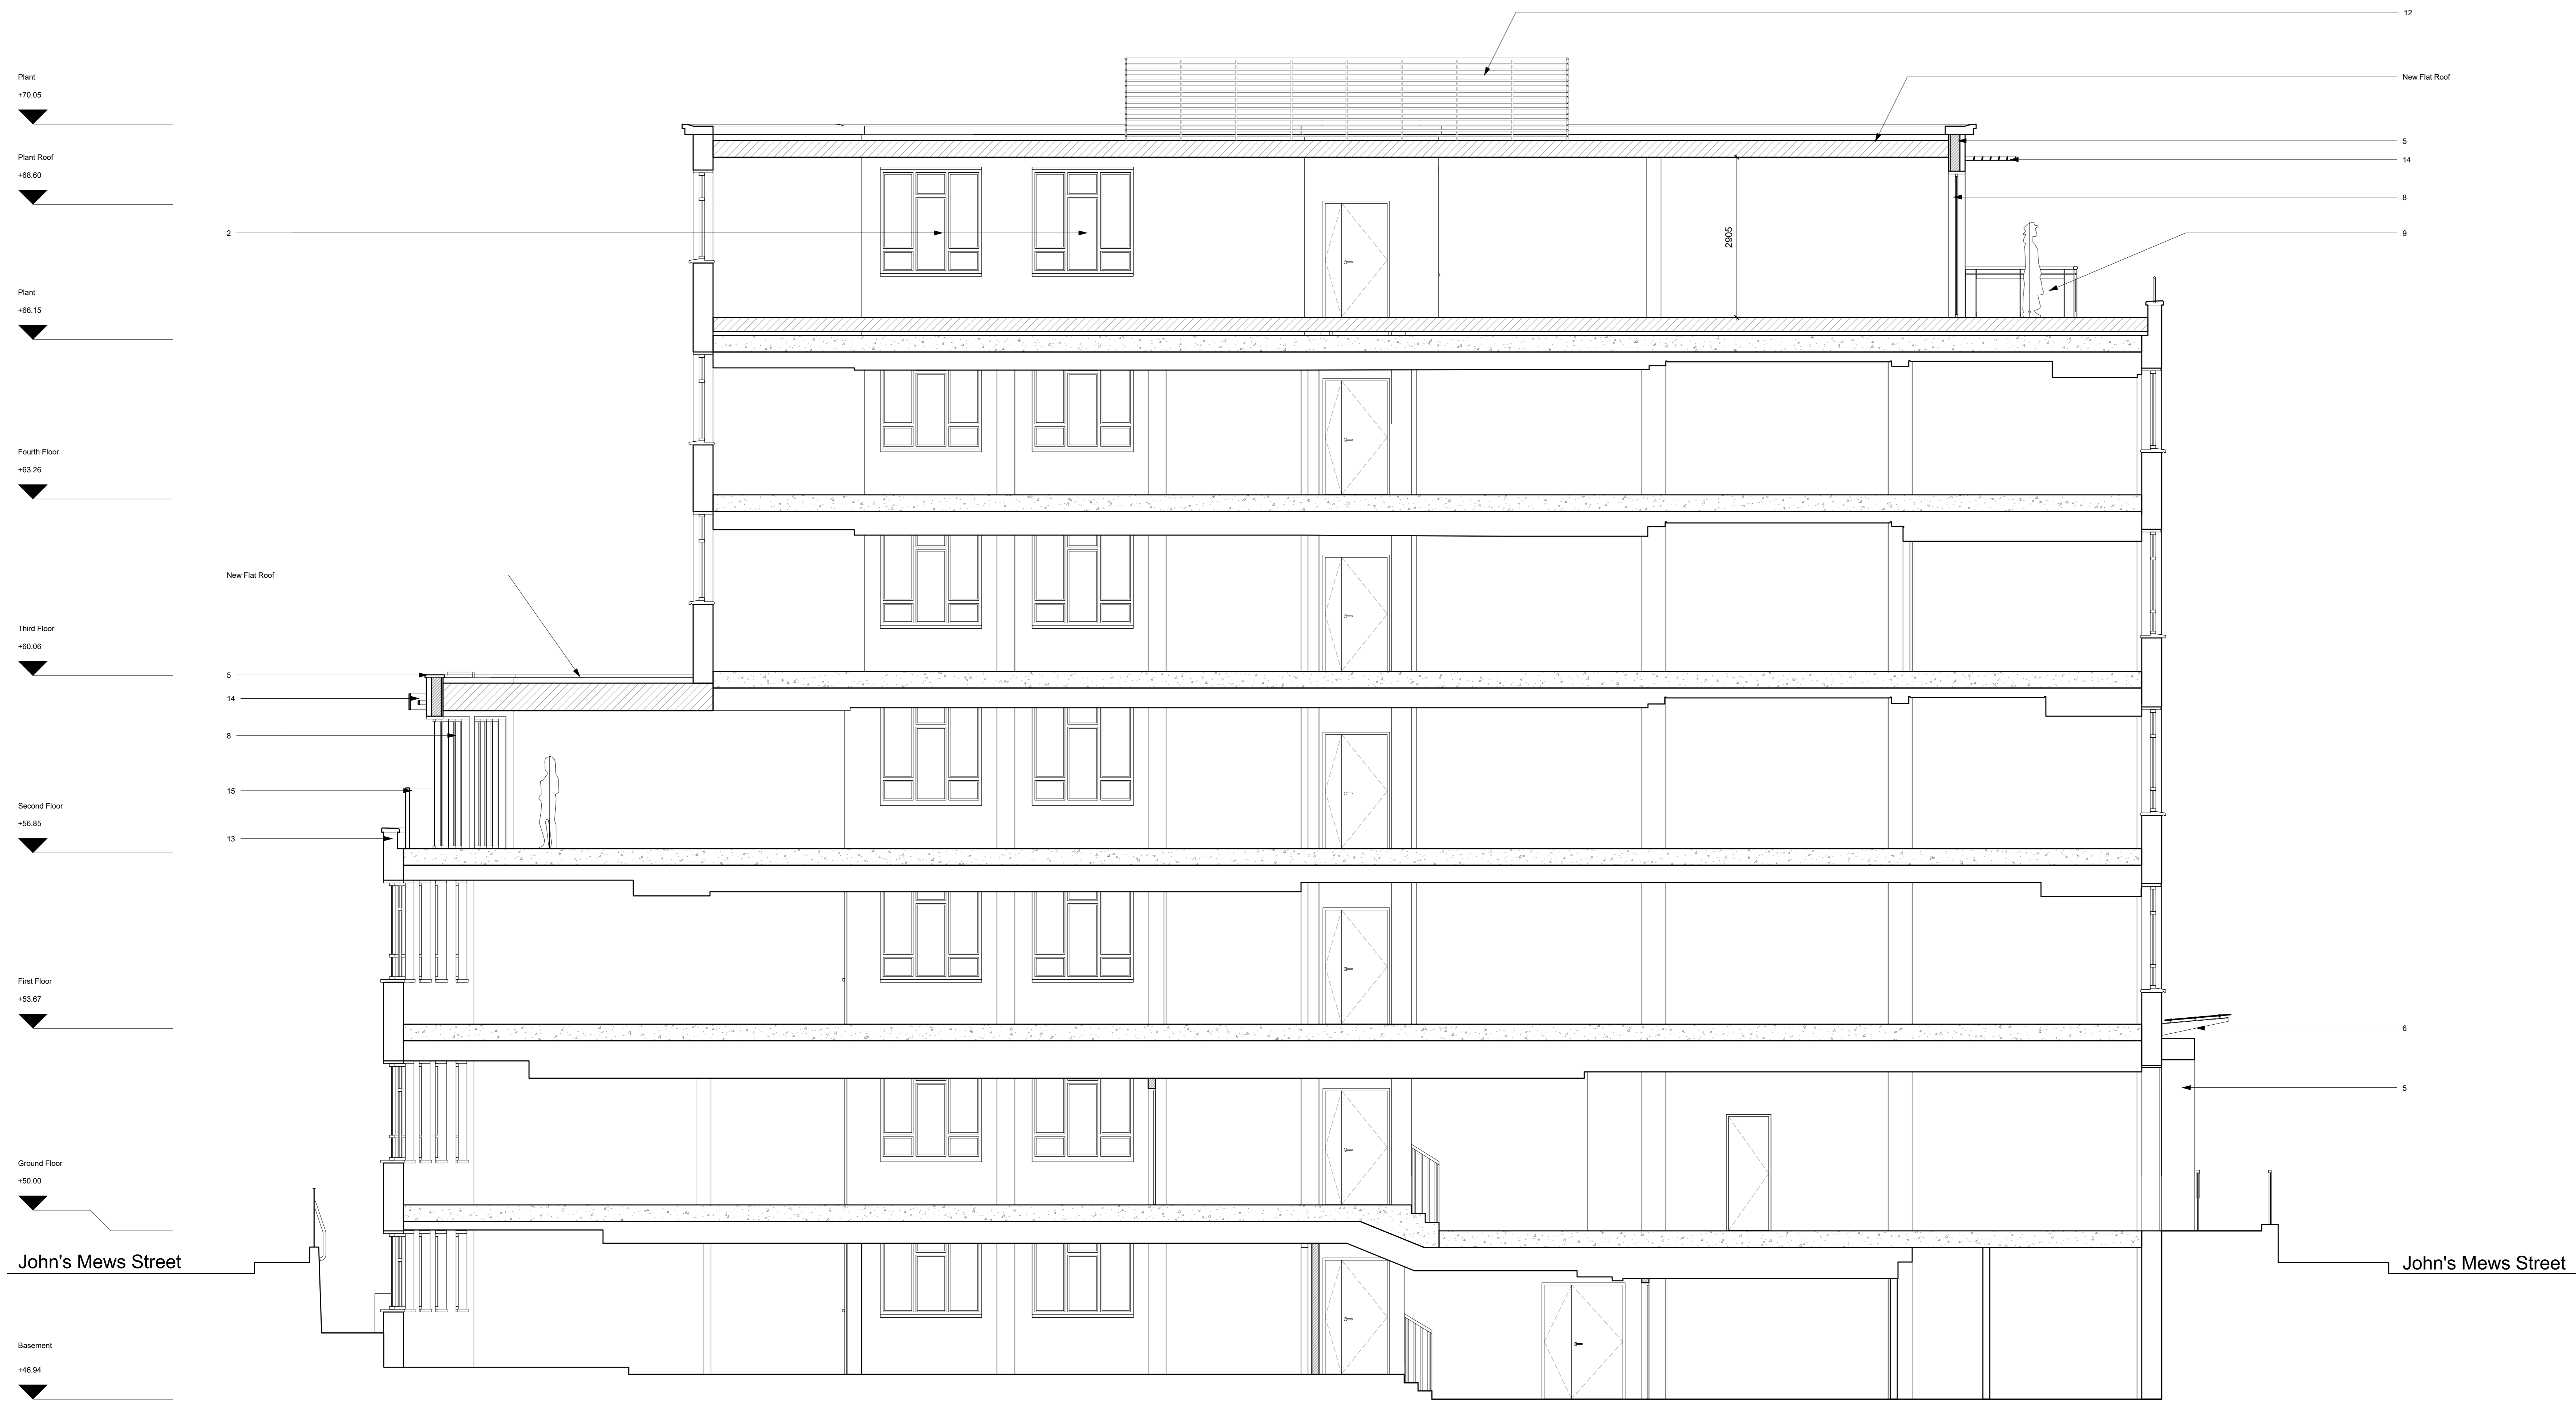 12
Plant
+70.05
New Flat Roof
5
Plant Roof
14
+68.60
8
2
9
2905
Plant
+66.15
Fourth Floor
+63.26
New Flat Roof
Third Floor
+60.06
5
14
8
15
Second Floor
+56.85
13
First Floor
+53.67
6
5
Ground Floor
+50.00
John's Mews Street
John's Mews Street
Basement
+46.94